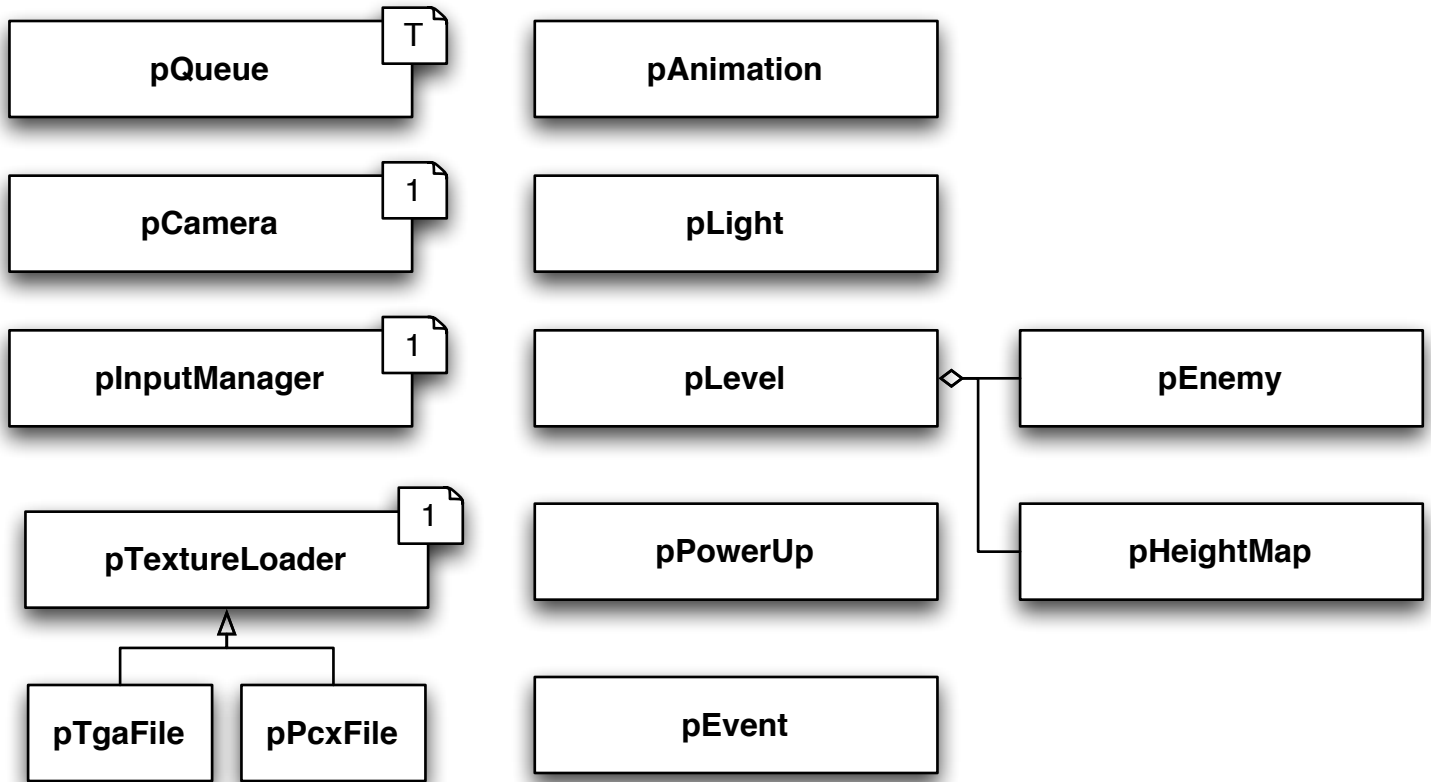 T
pQueue
pAnimation
1
pCamera
pLight
1
pInputManager
pLevel
pEnemy
1
pTextureLoader
pPowerUp
pHeightMap
pTgaFile
pPcxFile
pEvent